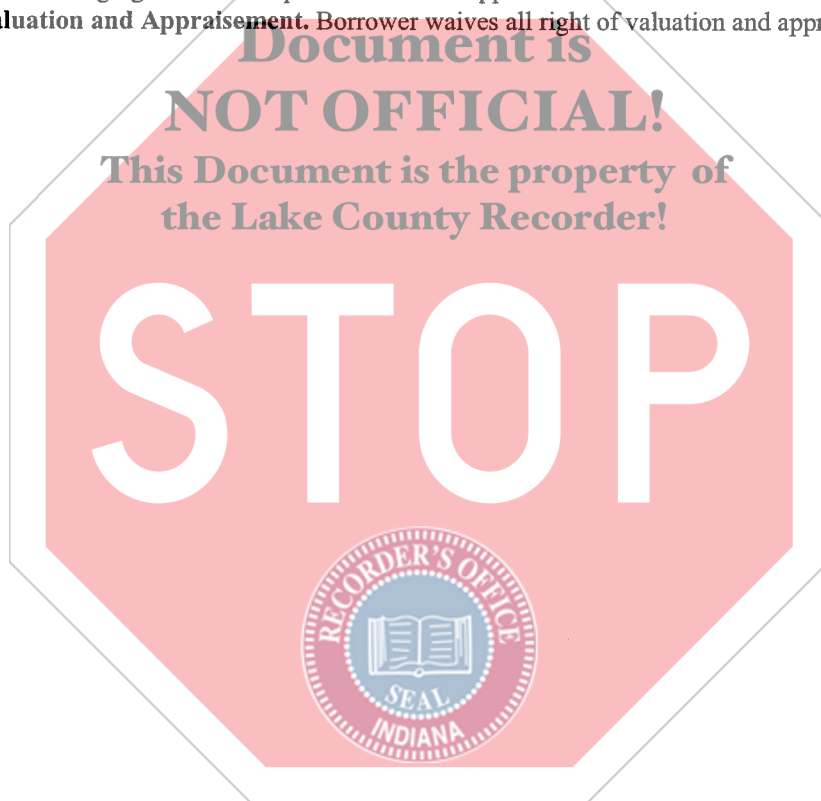 luation and Appraisement. Borrower waives all right of valuation and appr
Document is
NOT OFFICIAL!
This Document is the property of
the Lake County Recorder!
STOP
RECORDER'S OFFICE
SEAL
INDIANA